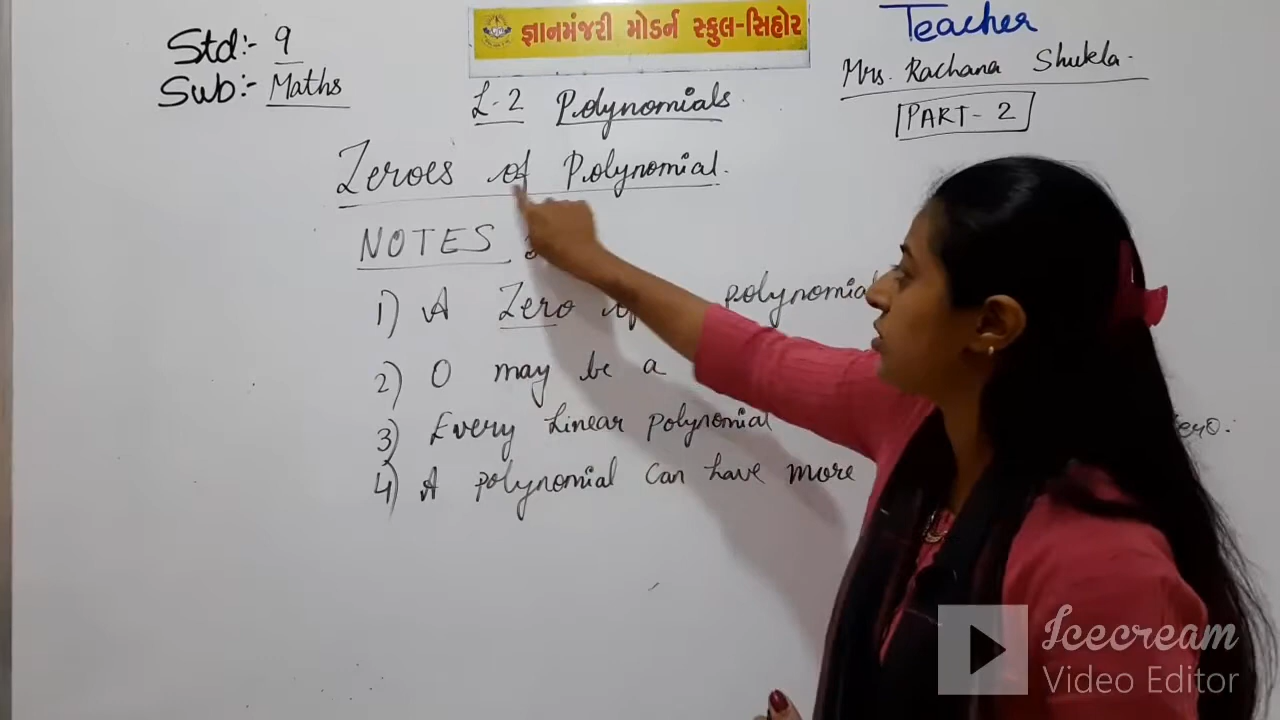 Std:- 9
Sub:- Maths
જ્ઞાનમંજરી મોડર્ન સ્કુલ-સિહોર
Teacher
Mrs. Rachana Shukla.
PART- 2
L-2 Polynomials.
Zeroes of Polynomial.
NOTES :
1) A Zero of polynomial
2) 0 may be a
3) Every Linear polynomial zero.
4) A polynomial can have more
Icecream
Video Editor